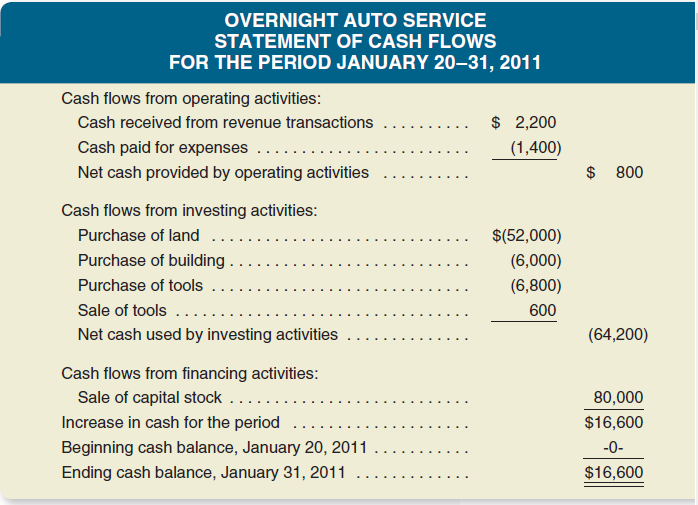 OVERNIGHT AUTO SERVICE
STATEMENT OF CASH FLOWS
FOR THE PERIOD JANUARY 20–31, 2011
Cash flows from operating activities:
Cash received from revenue transactions . . . . . . . . . . $ 2,200
Cash paid for expenses . . . . . . . . . . . . . . . . . . . . . . . . (1,400)
Net cash provided by operating activities . . . . . . . . . . $ 800
Cash flows from investing activities:
Purchase of land . . . . . . . . . . . . . . . . . . . . . . . . . . . . . $(52,000)
Purchase of building . . . . . . . . . . . . . . . . . . . . . . . . . . . (6,000)
Purchase of tools . . . . . . . . . . . . . . . . . . . . . . . . . . . . . (6,800)
Sale of tools . . . . . . . . . . . . . . . . . . . . . . . . . . . . . . . . . 600
Net cash used by investing activities . . . . . . . . . . . . . . (64,200)
Cash flows from financing activities:
Sale of capital stock . . . . . . . . . . . . . . . . . . . . . . . . . . . 80,000
Increase in cash for the period . . . . . . . . . . . . . . . . . . . . $16,600
Beginning cash balance, January 20, 2011 . . . . . . . . . . . -0-
Ending cash balance, January 31, 2011 . . . . . . . . . . . . . $16,600